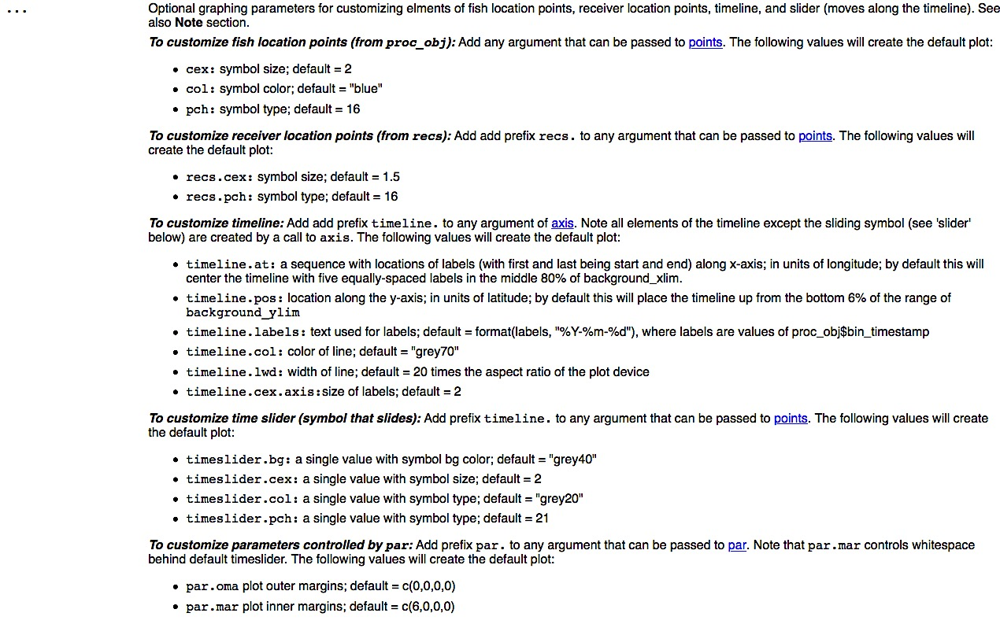 ... Optional graphing parameters for customizing elments of fish location points, receiver location points, timeline, and slider (moves along the timeline). See
also Note section.
To customize fish location points (from proc_obj): Add any argument that can be passed to points. The following values will create the default plot:
• cex: symbol size; default = 2
• col: symbol color; default = "blue"
• pch: symbol type; default = 16
To customize receiver location points (from recs): Add add prefix recs. to any argument that can be passed to points. The following values will
create the default plot:
• recs.cex: symbol size; default = 1.5
• recs.pch: symbol type; default = 16
To customize timeline: Add add prefix timeline. to any argument of axis. Note all elements of the timeline except the sliding symbol (see 'slider'
below) are created by a call to axis. The following values will create the default plot:
• timeline.at: a sequence with locations of labels (with first and last being start and end) along x-axis; in units of longitude; by default this will
center the timeline with five equally-spaced labels in the middle 80% of background_xlim.
• timeline.pos: location along the y-axis; in units of latitude; by default this will place the timeline up from the bottom 6% of the range of
background_ylim
• timeline.labels: text used for labels; default = format(labels, "%Y-%m-%d"), where labels are values of proc_obj$bin_timestamp
• timeline.col: color of line; default = "grey70"
• timeline.lwd: width of line; default = 20 times the aspect ratio of the plot device
• timeline.cex.axis:size of labels; default = 2
To customize time slider (symbol that slides): Add prefix timeline. to any argument that can be passed to points. The following values will create
the default plot:
• timeslider.bg: a single value with symbol bg color; default = "grey40"
• timeslider.cex: a single value with symbol size; default = 2
• timeslider.col: a single value with symbol type; default = "grey20"
• timeslider.pch: a single value with symbol type; default = 21
To customize parameters controlled by par: Add prefix par. to any argument that can be passed to par. Note that par.mar controls whitespace
behind default timeslider. The following values will create the default plot:
• par.oma plot outer margins; default = c(0,0,0,0)
• par.mar plot inner margins; default = c(6,0,0,0)